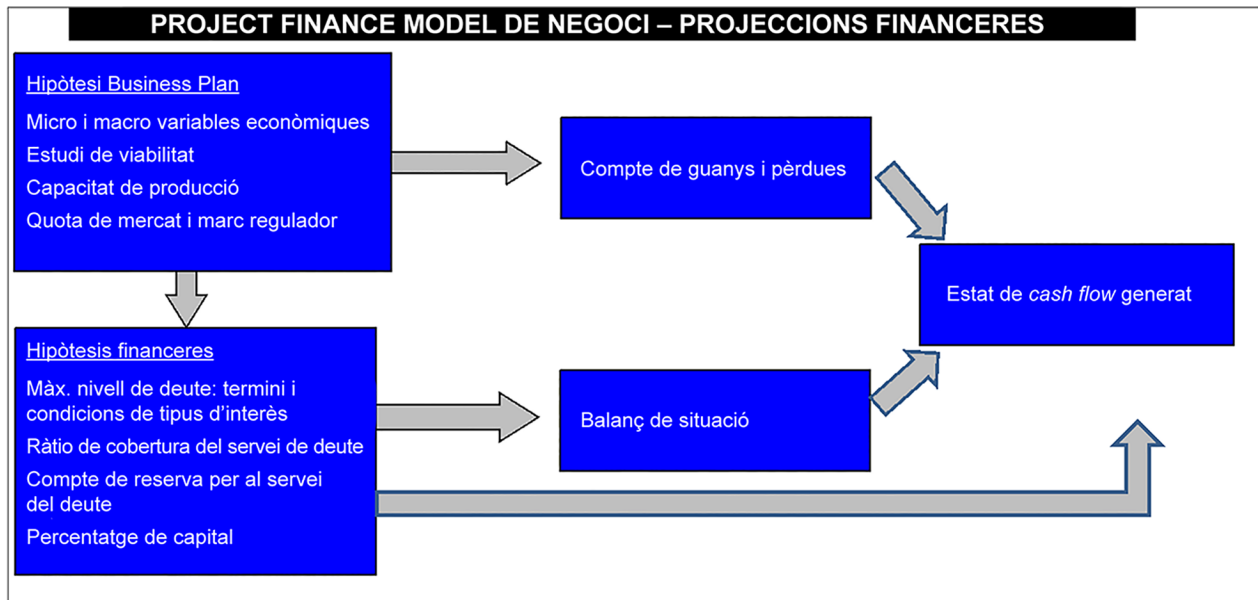 PROJECT FINANCE MODEL DE NEGOCI – PROJECCIONS FINANCERES
Hipòtesi Business Plan
Micro i macro variables econòmiques
Estudi de viabilitat
Capacitat de producció
Quota de mercat i marc regulador
Compte de guanys i pèrdues
Estat de cash flow generat
Hipòtesis financeres
Màx. nivell de deute: termini i
condicions de tipus d’interès
Ràtio de cobertura del servei de deute
Compte de reserva per al servei
del deute
Percentatge de capital
Balanç de situació